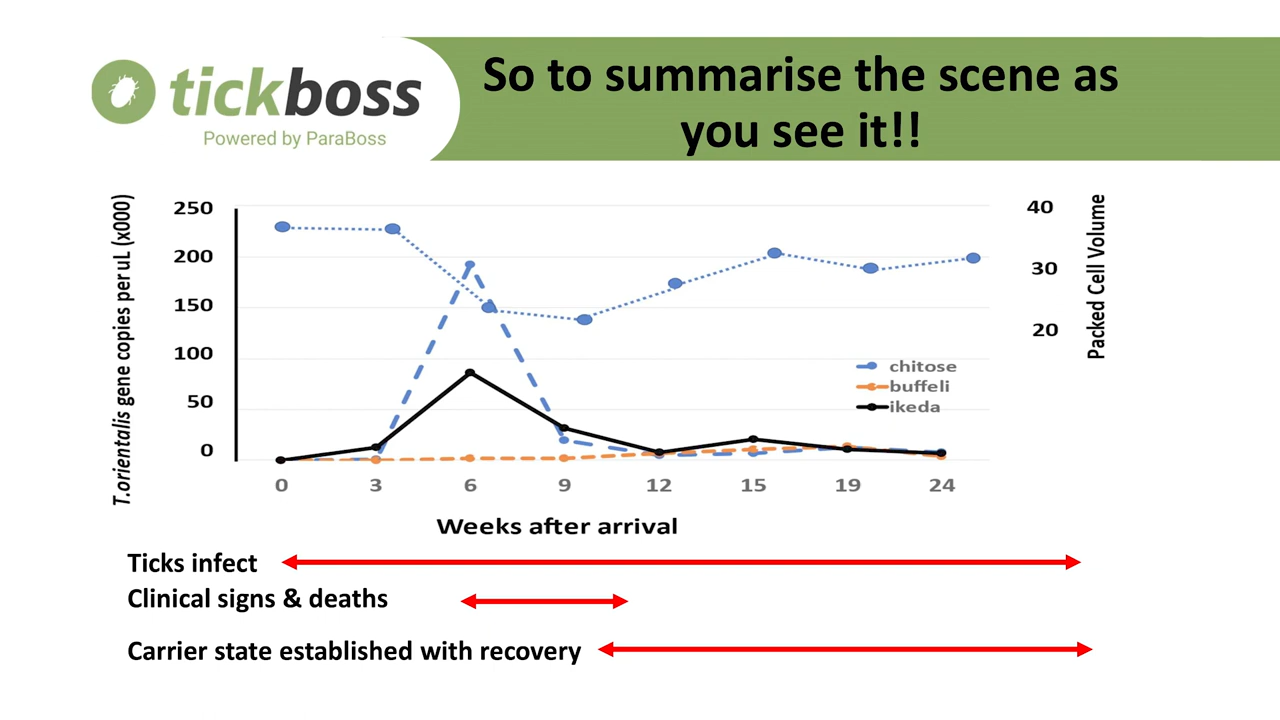 tickboss
Powered by ParaBoss
So to summarise the scene as
you see it!!
T.orientalis gene copies per uL (x000)
250
200
150
100
50
0
40
30
20
Packed Cell Volume
chitose
buffeli
ikeda
0 3 6 9 12 15 19 24
Weeks after arrival
Ticks infect
Clinical signs & deaths
Carrier state established with recovery